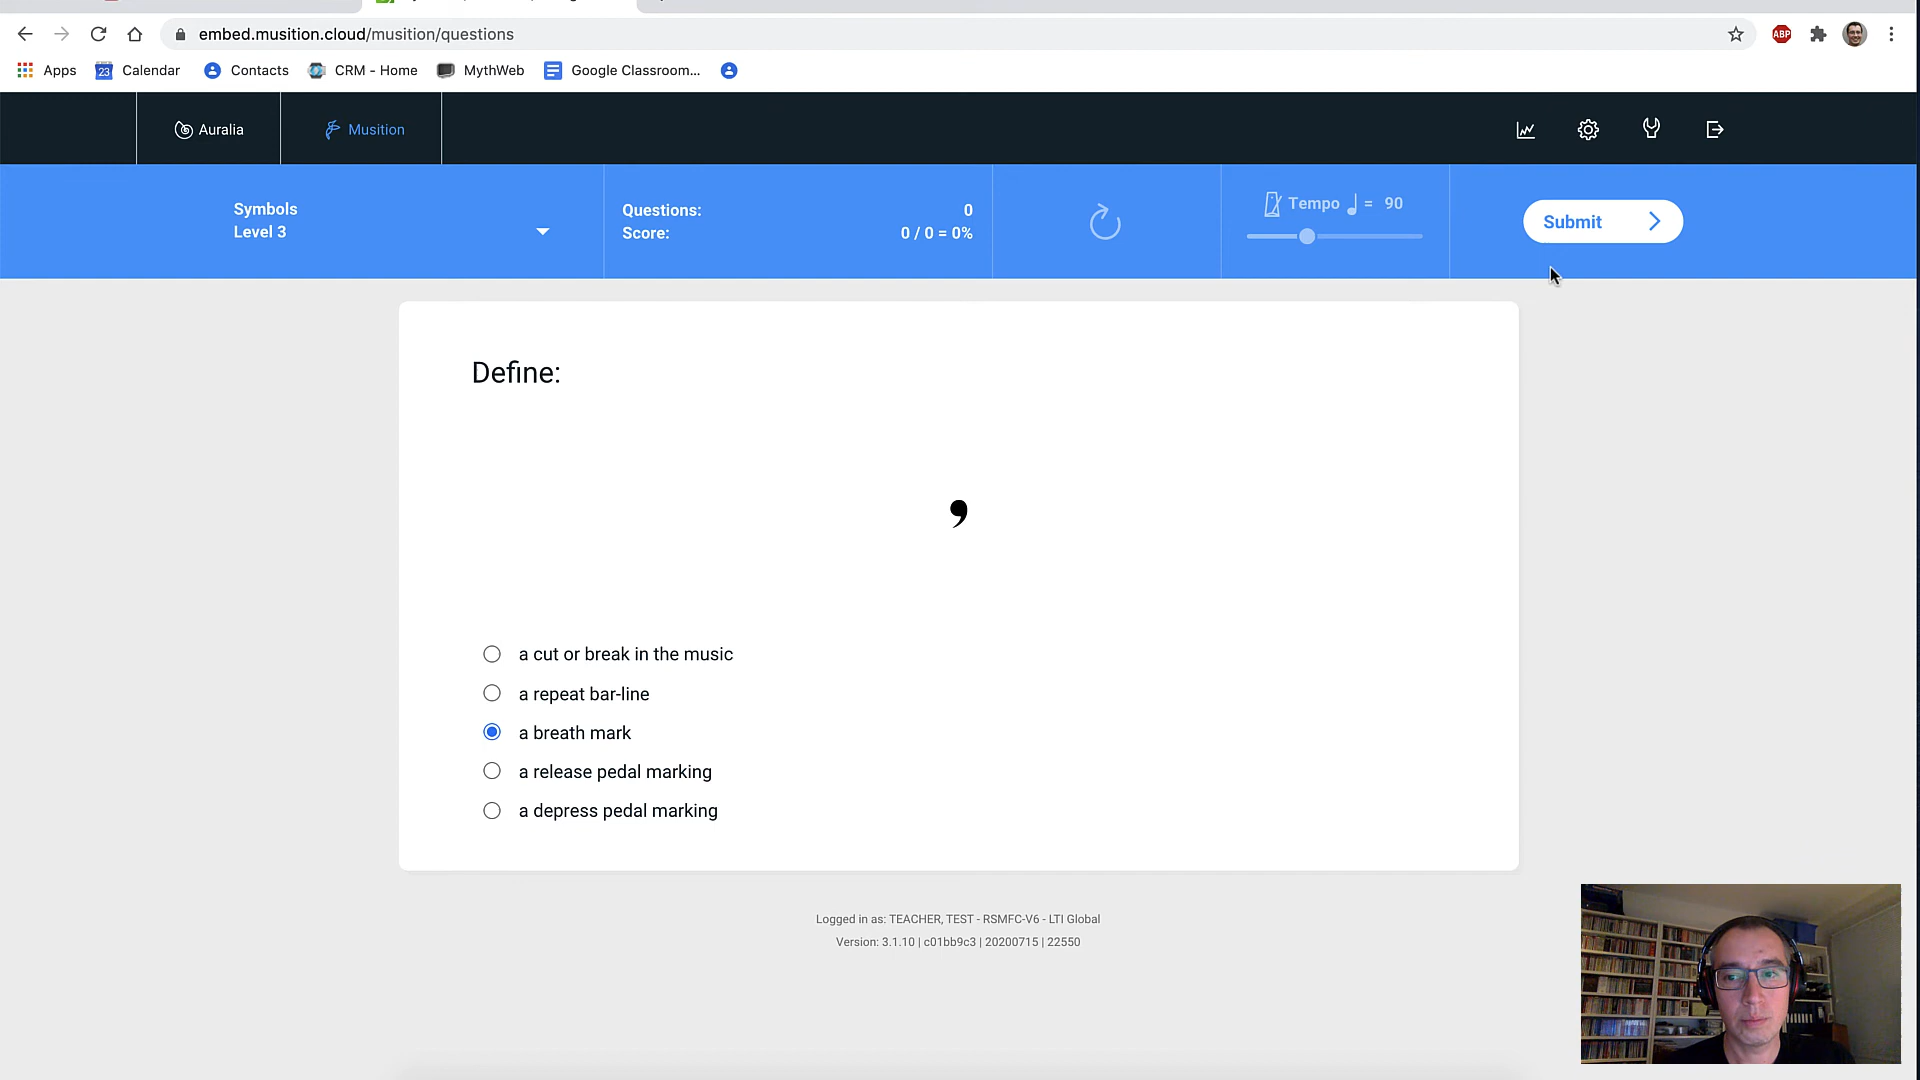 embed.musition.cloud/musition/questions
ABP
Apps
23
Calendar
Contacts
CRM - Home
MythWeb
Google Classroom...
Auralia
Musition
Symbols
Level 3
Questions:
0
Score:
0 / 0 = 0%
Tempo ♩ = 90
Submit
Define:
,
a cut or break in the music
a repeat bar-line
a breath mark
a release pedal marking
a depress pedal marking
Logged in as: TEACHER, TEST - RSMFC-V6 - LTI Global
Version: 3.1.10 | c01bb9c3 | 20200715 | 22550